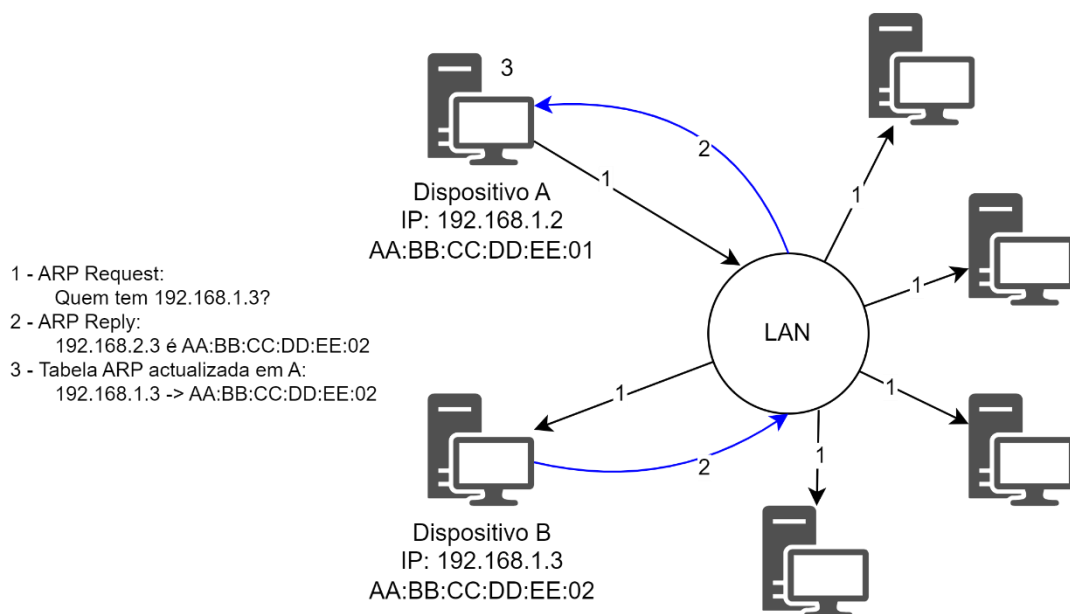 3
2
1
1
Dispositivo A
IP: 192.168.1.2
AA:BB:CC:DD:EE:01
1 - ARP Request:
Quem tem 192.168.1.3?
2 - ARP Reply:
192.168.2.3 é AA:BB:CC:DD:EE:02
3 - Tabela ARP actualizada em A:
192.168.1.3 -> AA:BB:CC:DD:EE:02
1
LAN
1
1
1
2
Dispositivo B
IP: 192.168.1.3
AA:BB:CC:DD:EE:02